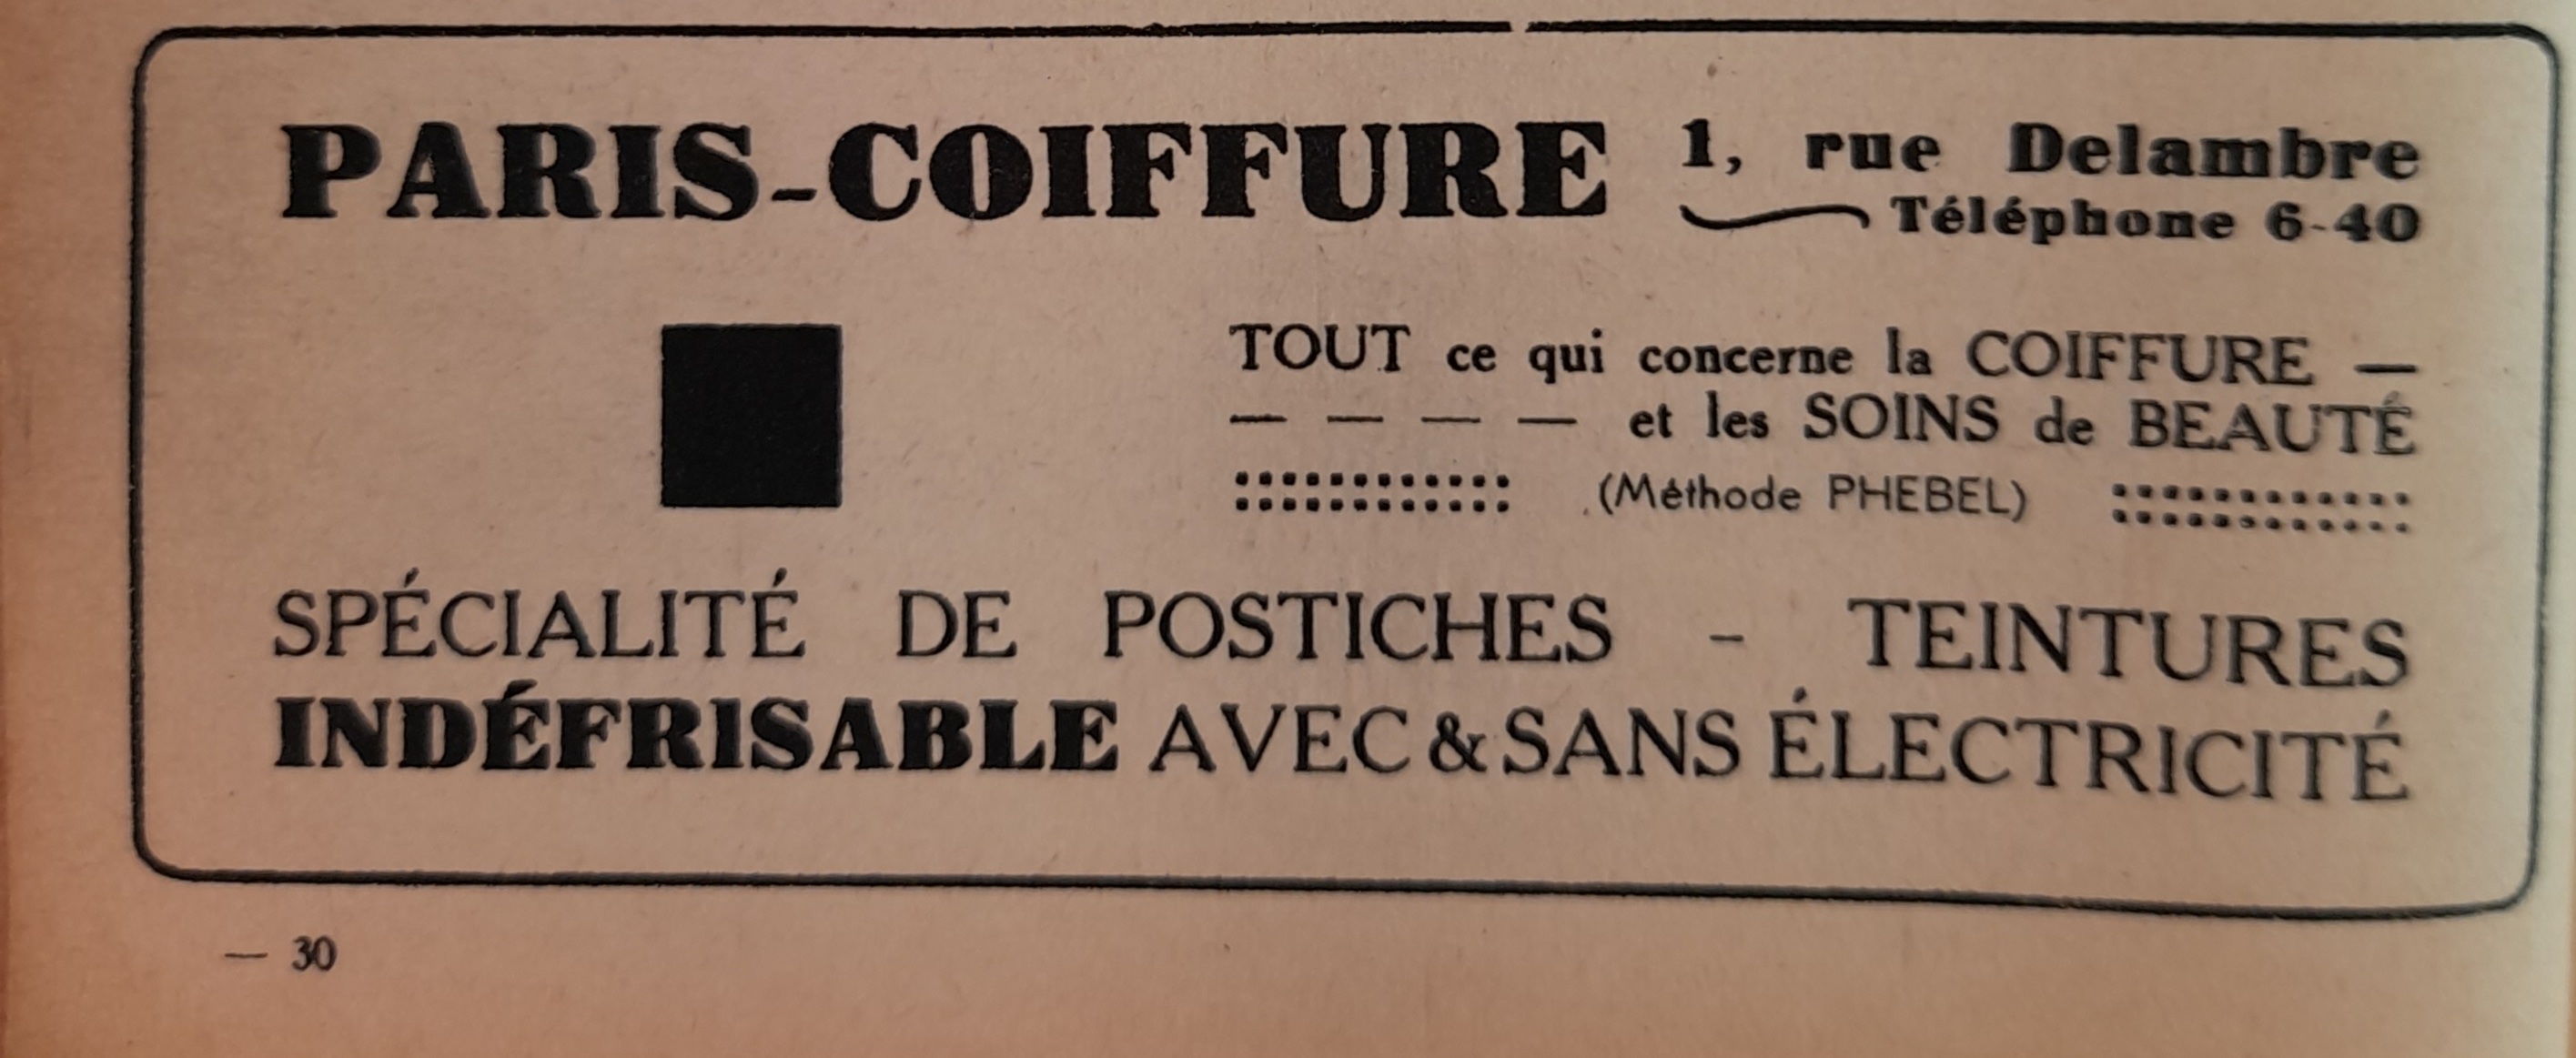 PARIS-COIFFURE 1, rue Delambre
Téléphone 6-40
TOUT ce qui concerne la COIFFURE —
— — — — et les SOINS de BEAUTÉ
(Méthode PHEBEL)
SPÉCIALITÉ DE POSTICHES - TEINTURES
INDÉFRISABLE AVEC & SANS ÉLECTRICITÉ
— 30